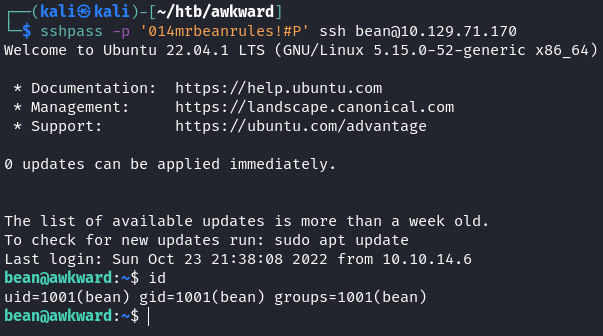 ┌──(kali㉿kali)-[~/htb/awkward]
└─$ sshpass -p '014mrbeanrules!#P' ssh bean@10.129.71.170
Welcome to Ubuntu 22.04.1 LTS (GNU/Linux 5.15.0-52-generic x86_64)
* Documentation:  https://help.ubuntu.com
* Management:     https://landscape.canonical.com
* Support:        https://ubuntu.com/advantage
0 updates can be applied immediately.
The list of available updates is more than a week old.
To check for new updates run: sudo apt update
Last login: Sun Oct 23 21:38:08 2022 from 10.10.14.6
bean@awkward:~$ id
uid=1001(bean) gid=1001(bean) groups=1001(bean)
bean@awkward:~$